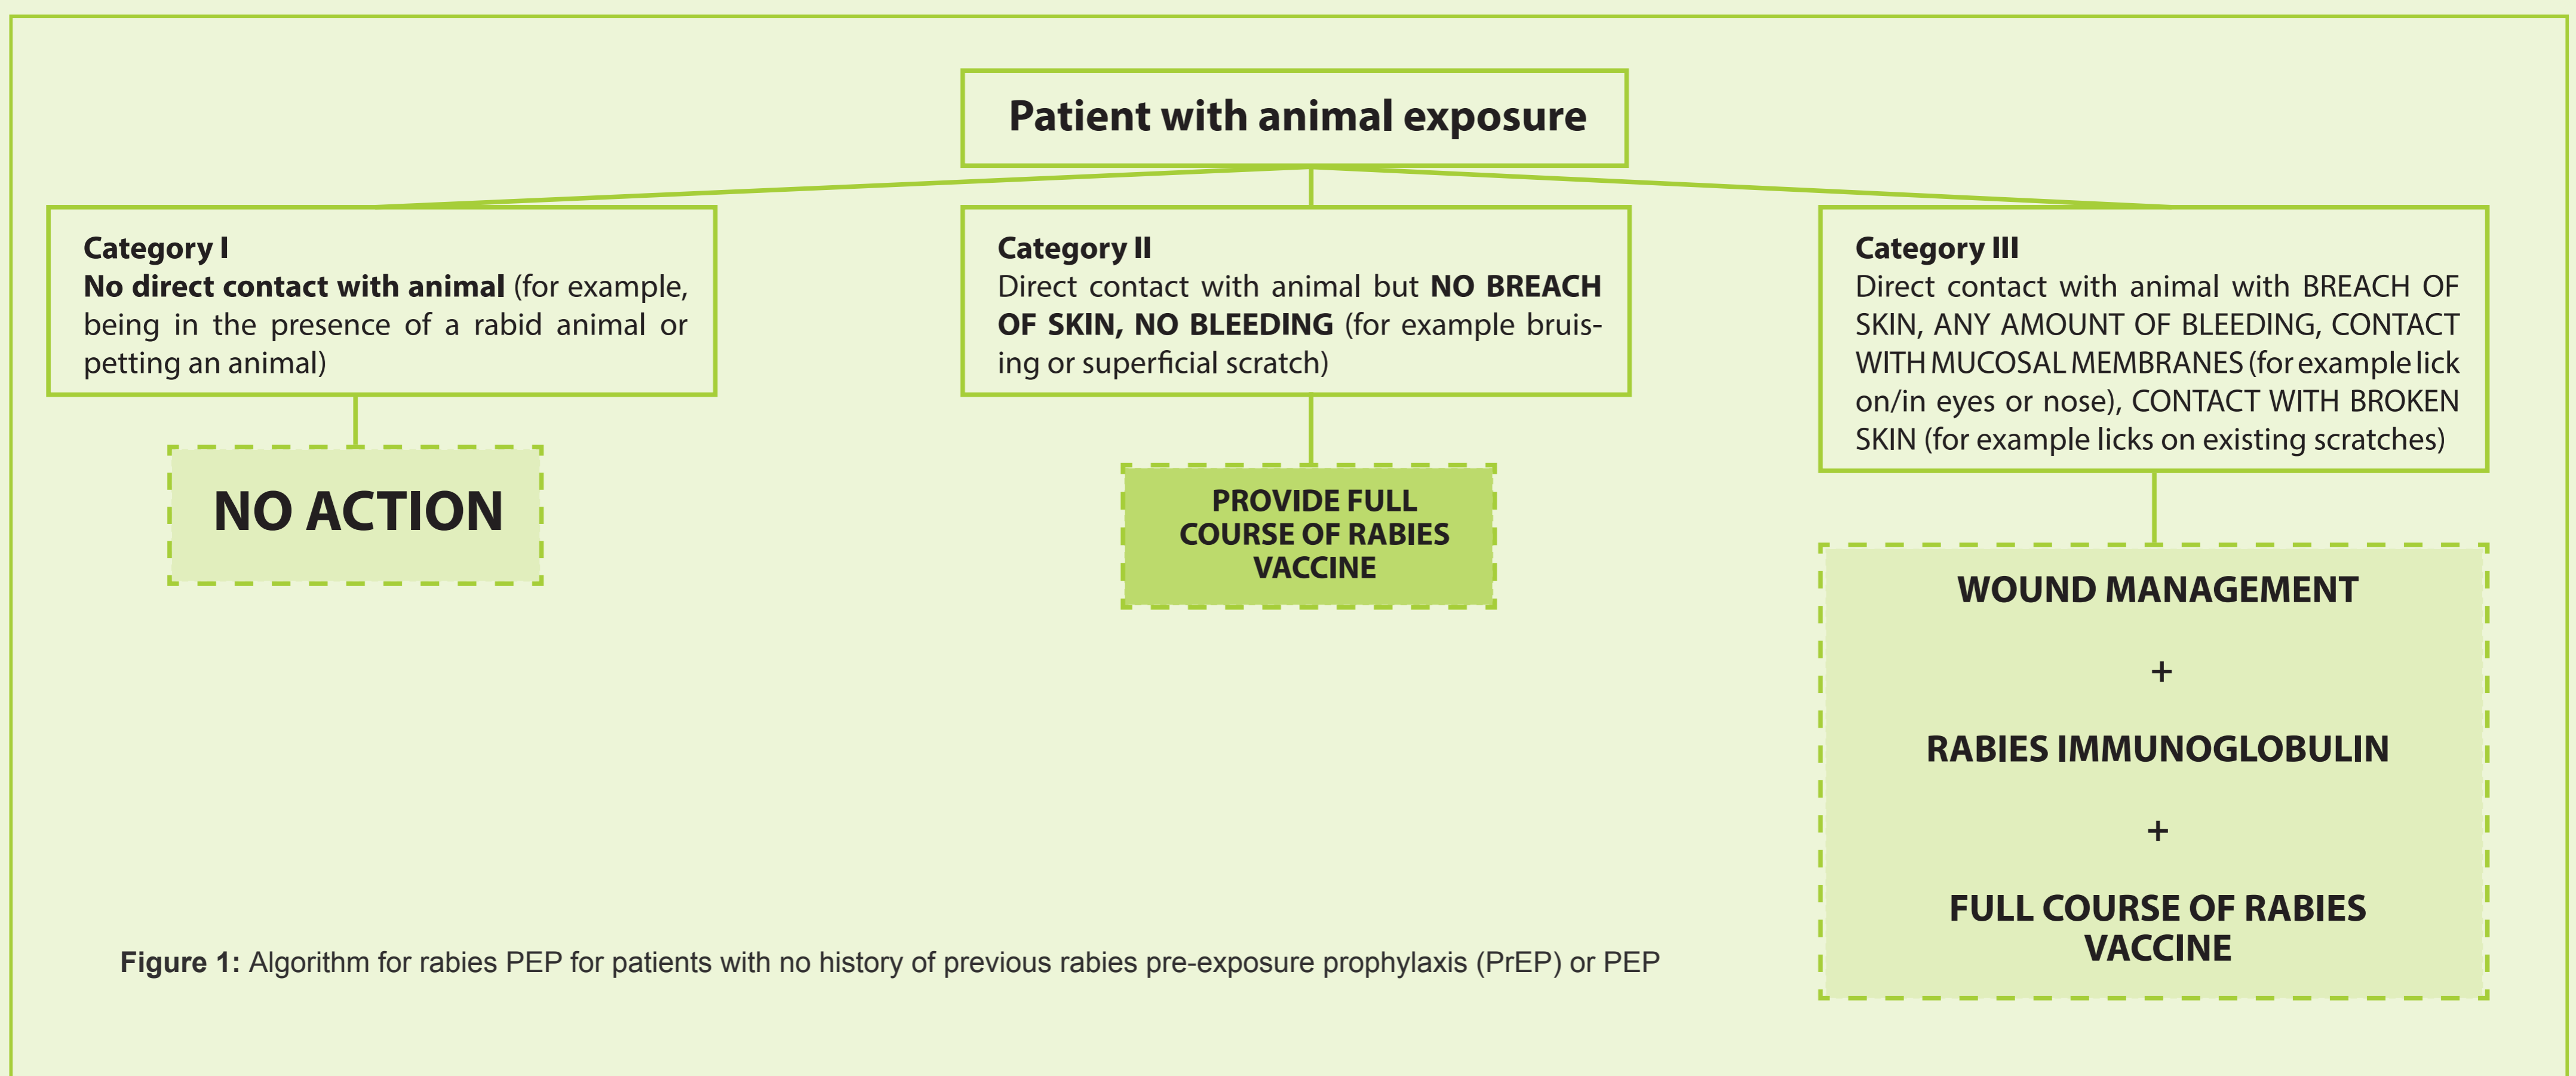 Patient with animal exposure
Category I
No direct contact with animal (for example,
being in the presence of a rabid animal or
petting an animal)
NO ACTION
Category II
Direct contact with animal but NO BREACH
OF SKIN, NO BLEEDING (for example bruis-
ing or superficial scratch)
PROVIDE FULL
COURSE OF RABIES
VACCINE
Category III
Direct contact with animal with BREACH OF
SKIN, ANY AMOUNT OF BLEEDING, CONTACT
WITH MUCOSAL MEMBRANES (for example lick
on/in eyes or nose), CONTACT WITH BROKEN
SKIN (for example licks on existing scratches)
WOUND MANAGEMENT
+
RABIES IMMUNOGLOBULIN
+
FULL COURSE OF RABIES
VACCINE
Figure 1: Algorithm for rabies PEP for patients with no history of previous rabies pre-exposure prophylaxis (PrEP) or PEP